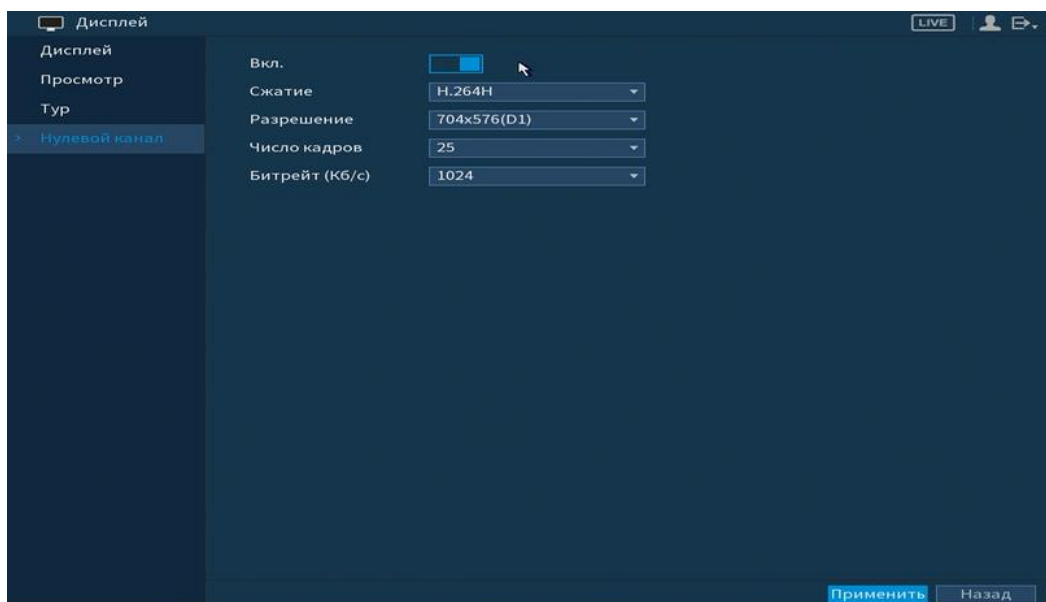 Дисплей
LIVE
Дисплей
Просмотр
Тур
> Нулевой канал
Вкл.
Сжатие H.264H
Разрешение 704x576(D1)
Число кадров 25
Битрейт (Кб/с) 1024
Применить Назад